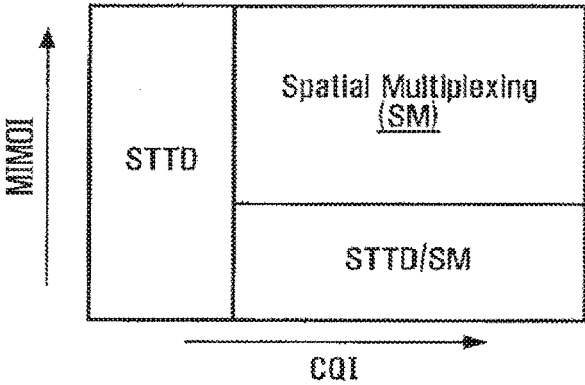 Spatial Multiplexing
(SM)
STTD
MIMOI
STTD/SM
CQI